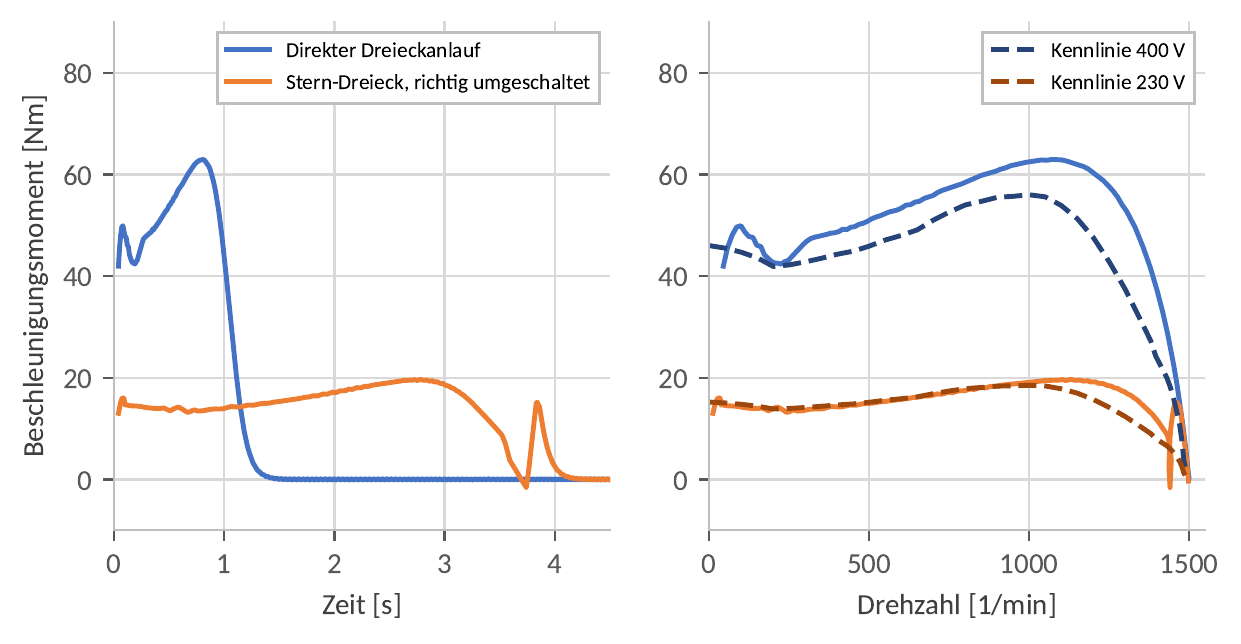 Direkter Dreieckanlauf
Stern-Dreieck, richtig umgeschaltet
Beschleunigungsmoment [Nm]
80
60
40
20
0
0 1 2 3 4
Zeit [s]
Kennlinie 400 V
Kennlinie 230 V
80
60
40
20
0
0 500 1000 1500
Drehzahl [1/min]